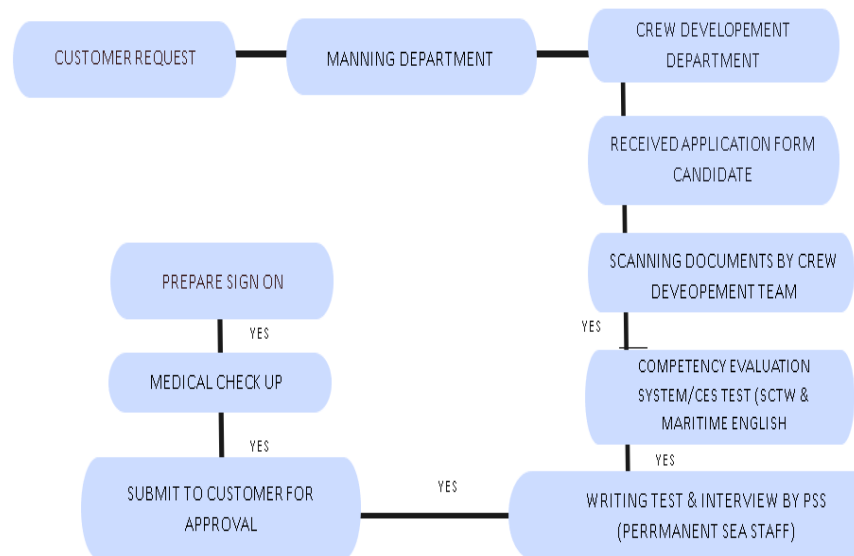 CUSTOMER REQUEST
MANNING DEPARTMENT
CREW DEVELOPEMENT
DEPARTMENT
RECEIVED APPLICATION FORM
CANDIDATE
SCANNING DOCUMENTS BY CREW
DEVEOPEMENT TEAM
YES
COMPETENCY EVALUATION
SYSTEM/CES TEST (SCTW &
MARITIME ENGLISH
YES
WRITING TEST & INTERVIEW BY PSS
(PERRMANENT SEA STAFF)
YES
SUBMIT TO CUSTOMER FOR
APPROVAL
YES
MEDICAL CHECK UP
YES
PREPARE SIGN ON